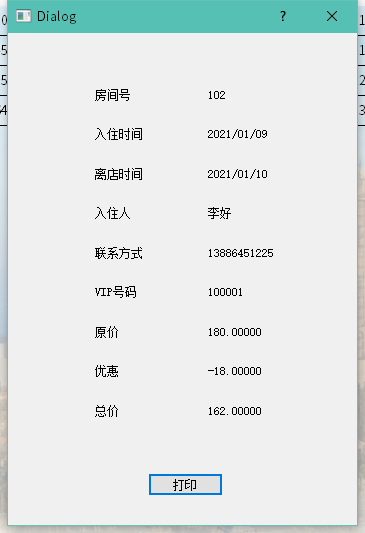 Dialog
房间号 102
入住时间 2021/01/09
离店时间 2021/01/10
入住人 李好
联系方式 13886451225
VIP号码 100001
原价 180.00000
优惠 -18.00000
总价 162.00000
打印